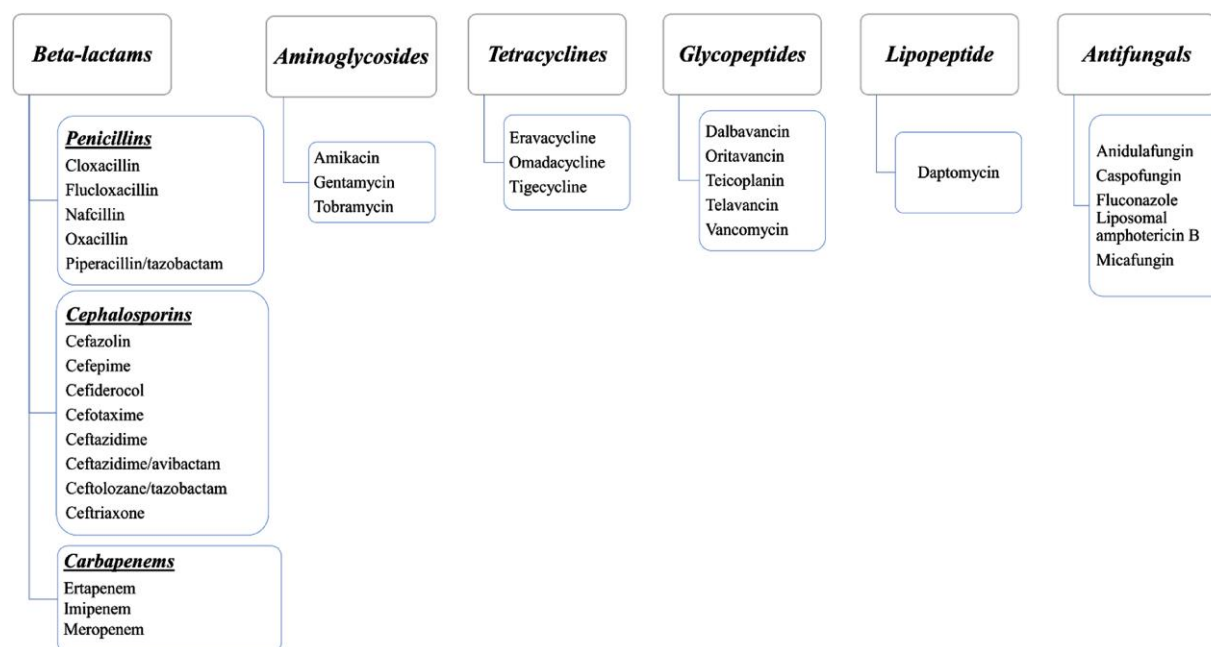 Beta-lactams
Penicillins
Cloxacillin
Flucloxacillin
Nafcillin
Oxacillin
Piperacillin/tazobactam
Cephalosporins
Cefazolin
Cefepime
Cefiderocol
Cefotaxime
Ceftazidime
Ceftazidime/avibactam
Ceftolozane/tazobactam
Ceftriaxone
Carbapenems
Ertapenem
Imipenem
Meropenem
Aminoglycosides
Amikacin
Gentamycin
Tobramycin
Tetracyclines
Eravacycline
Omadacycline
Tigecycline
Glycopeptides
Dalbavancin
Oritavancin
Teicoplanin
Telavancin
Vancomycin
Lipopeptide
Daptomycin
Antifungals
Anidulafungin
Caspofungin
Fluconazole
Liposomal
amphotericin B
Micafungin